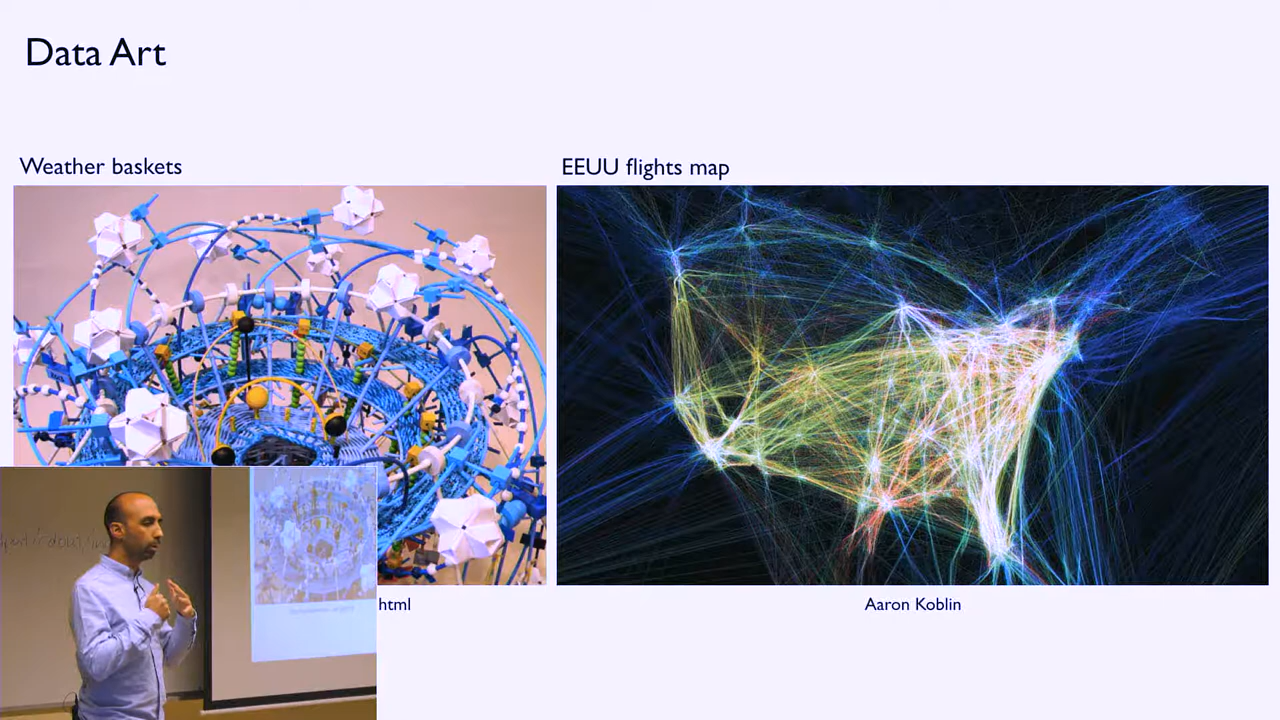 Data Art
Weather baskets
EEUU flights map
html
Aaron Koblin